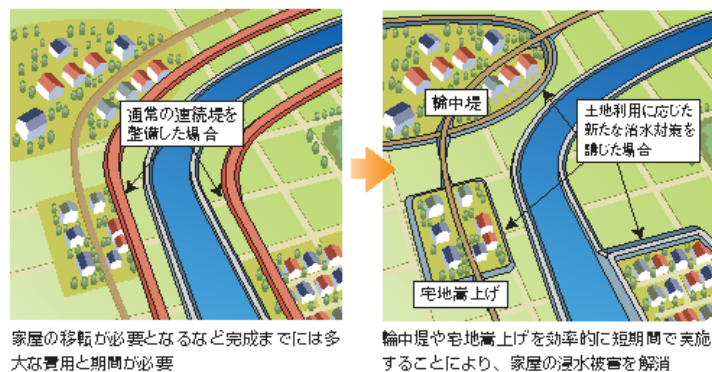 通常の連続堤を
整備した場合
家屋の移転が必要となるなど完成までには多
大な費用と期間が必要
輪中堤
土地利用に応じた
新たな治水対策を
講じた場合
宅地嵩上げ
輪中堤や宅地嵩上げを効率的に短期間で実施
することにより、家屋の浸水被害を解消